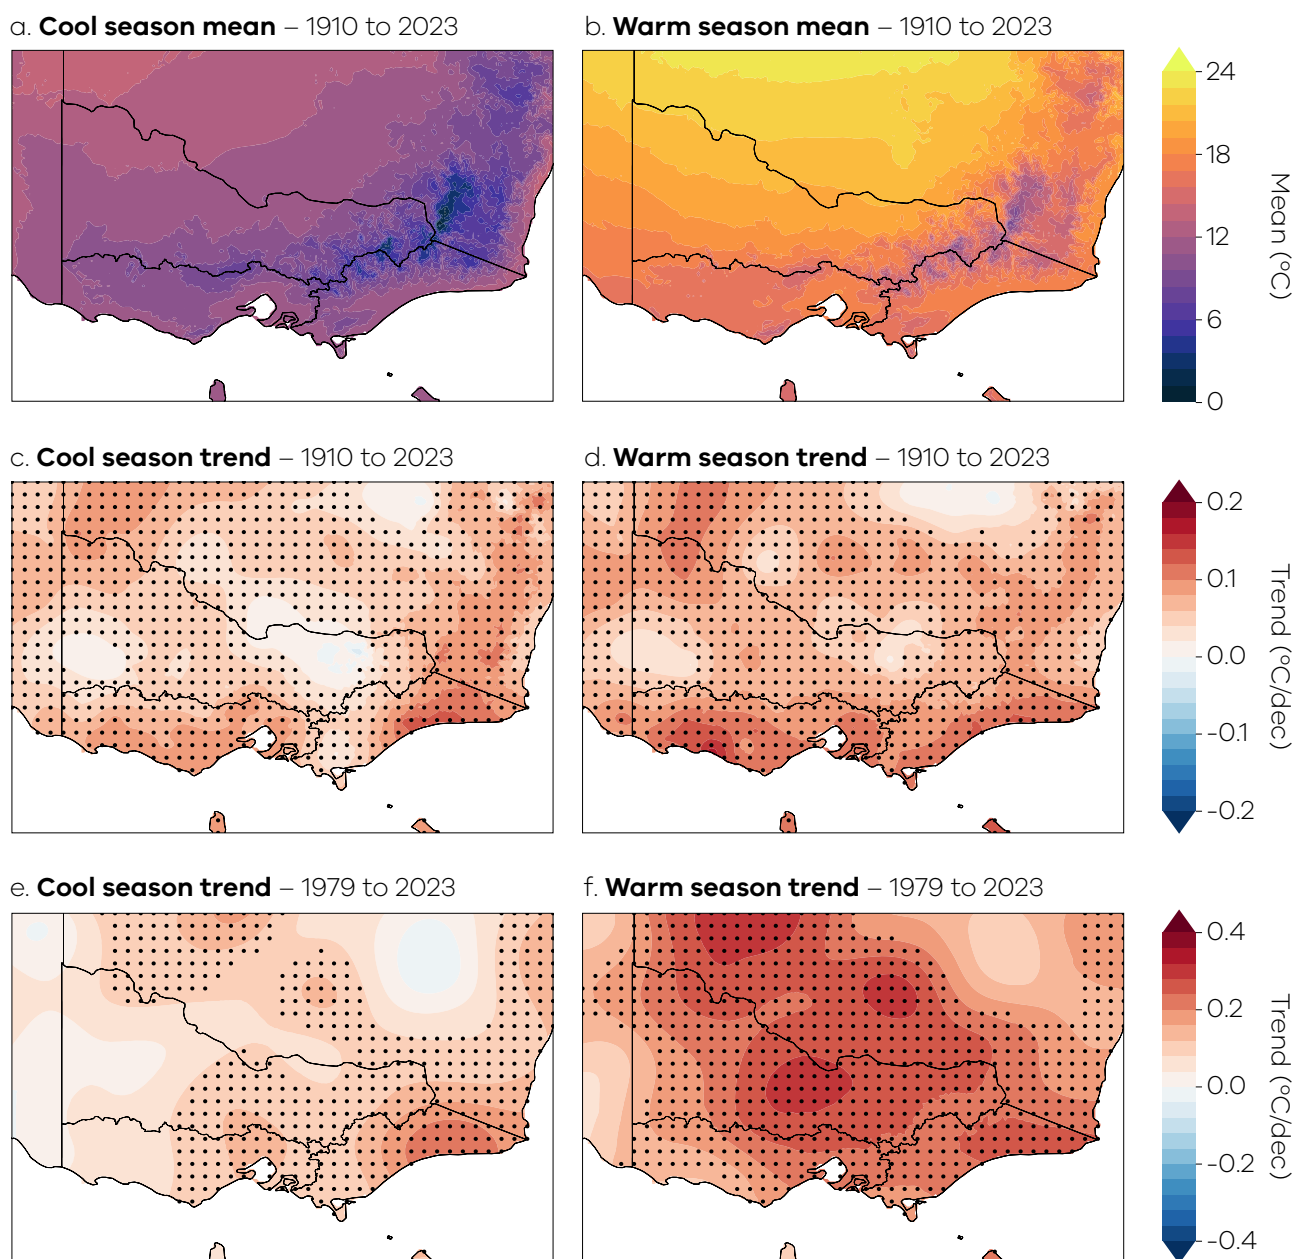 a. Cool season mean – 1910 to 2023
b. Warm season mean – 1910 to 2023
24
18
12
6
0
Mean (°C)
c. Cool season trend – 1910 to 2023
d. Warm season trend – 1910 to 2023
0.2
0.1
0.0
-0.1
-0.2
Trend (°C/dec)
e. Cool season trend – 1979 to 2023
f. Warm season trend – 1979 to 2023
0.4
0.2
0.0
-0.2
-0.4
Trend (°C/dec)